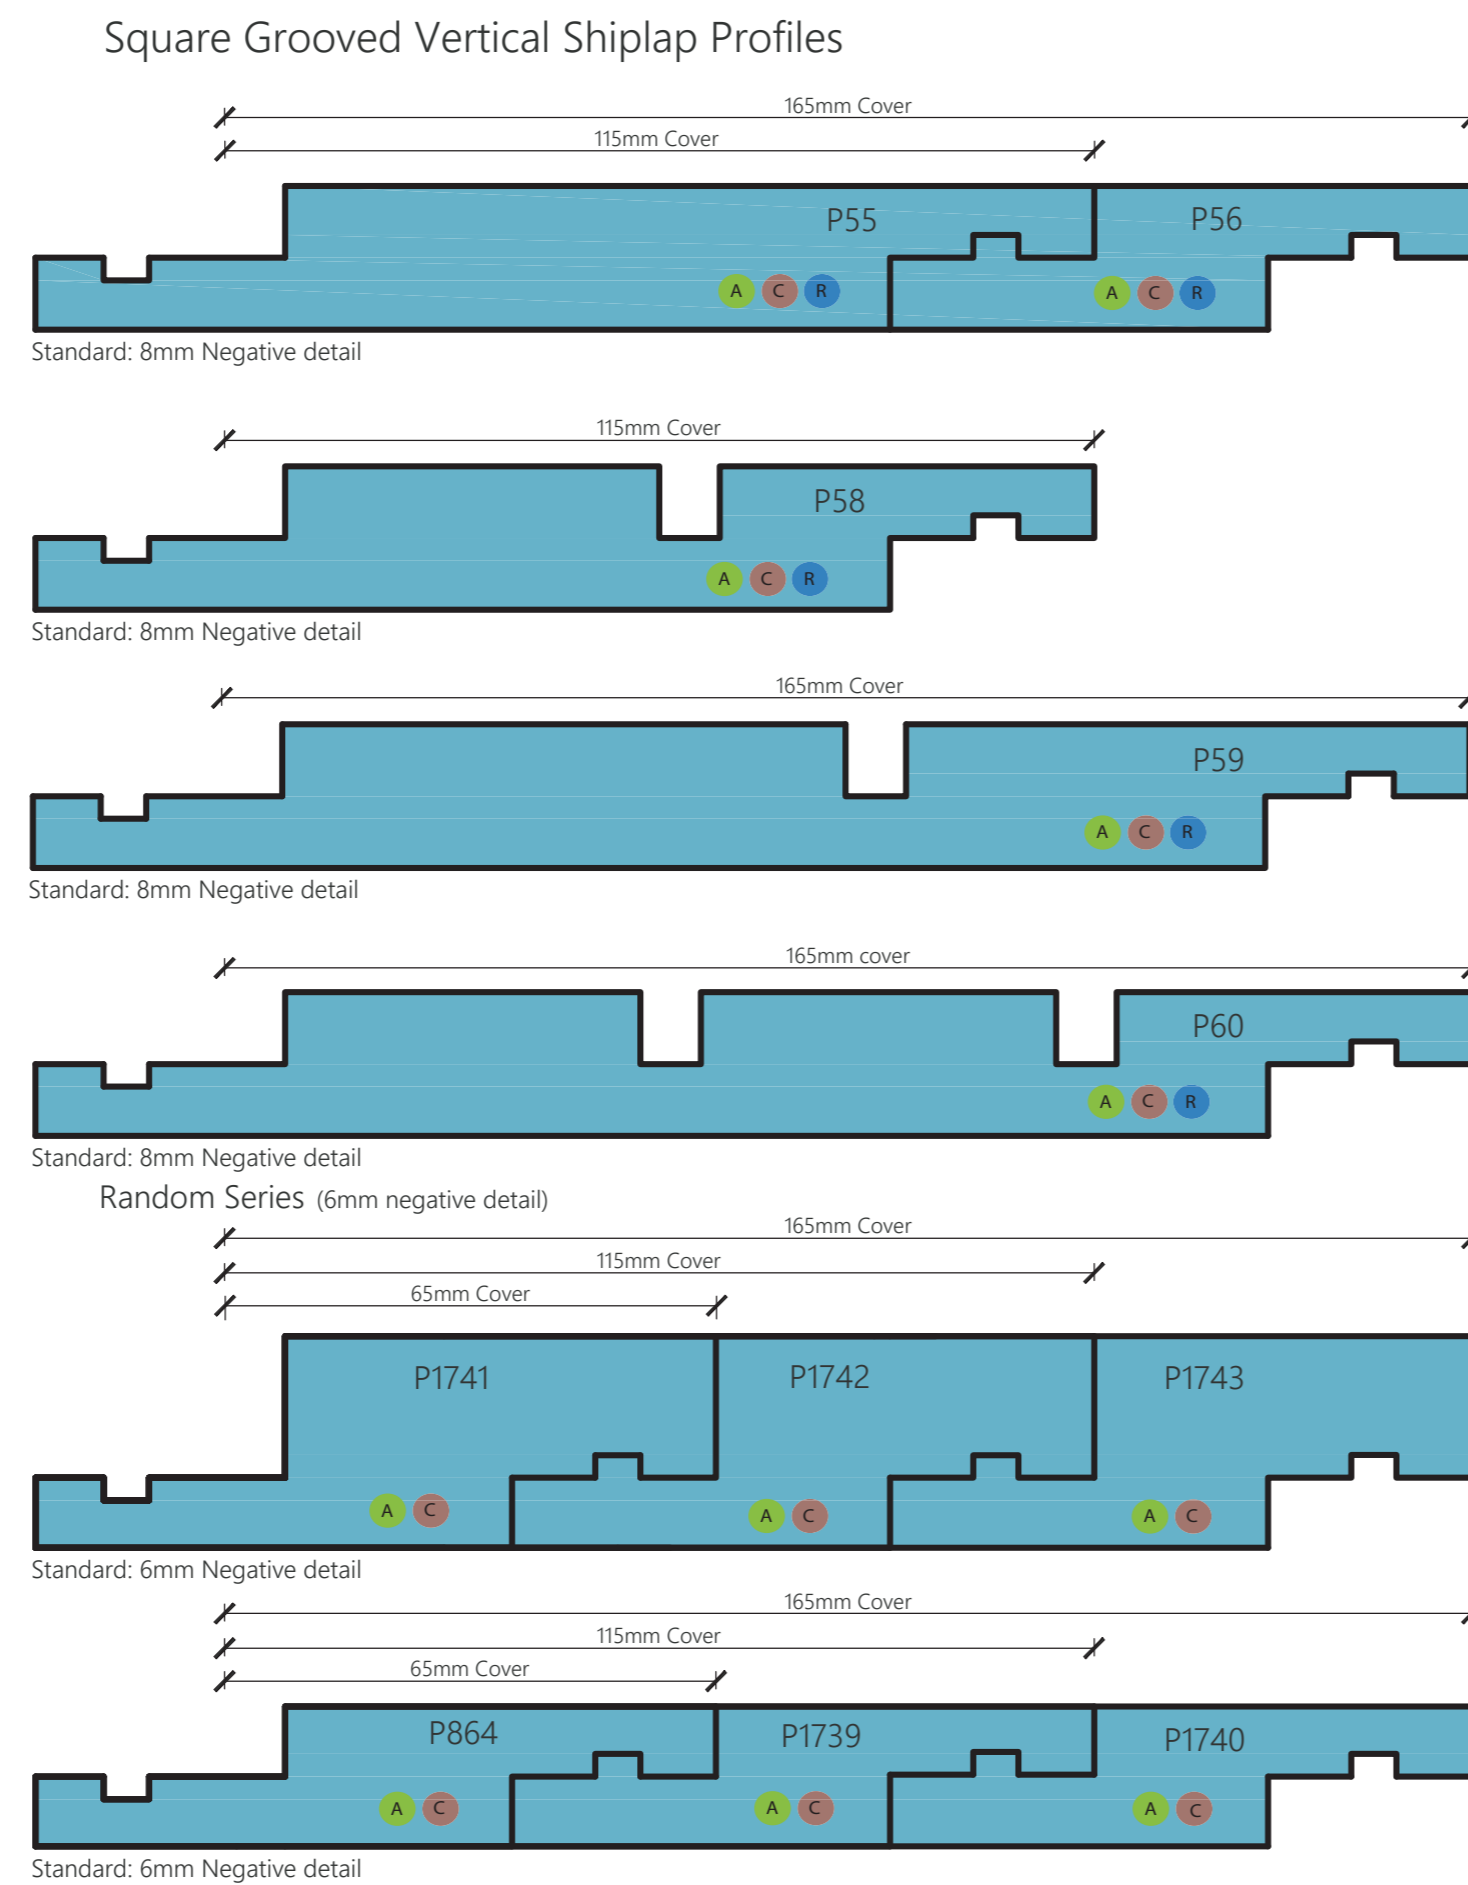 Square Grooved Vertical Shiplap Profiles
165mm Cover
115mm Cover
P55 P56
A C R A C R
Standard: 8mm Negative detail
115mm Cover
P58
A C R
Standard: 8mm Negative detail
165mm Cover
P59
A C R
Standard: 8mm Negative detail
165mm cover
P60
A C R
Standard: 8mm Negative detail
Random Series (6mm negative detail)
165mm Cover
115mm Cover
65mm Cover
P1741 P1742 P1743
A C A C A C
Standard: 6mm Negative detail
165mm Cover
115mm Cover
65mm Cover
P864 P1739 P1740
A C A C A C
Standard: 6mm Negative detail